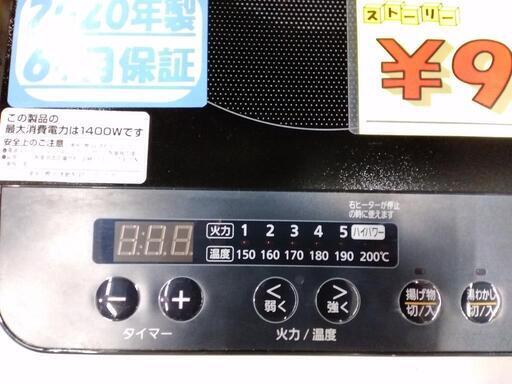 2020年製
6ヶ月保証
ストーリー
¥9
この製品の
最大消費電力は1400Wです
安全上のご注意
右ヒーターが停止
の時に使えます
火力 1 2 3 4 5 ハイパワー
温度 150 160 170 180 190 200℃
− + < 弱く > 強く 揚げ物 切/入 湯わかし 切/入
タイマー 火力/温度